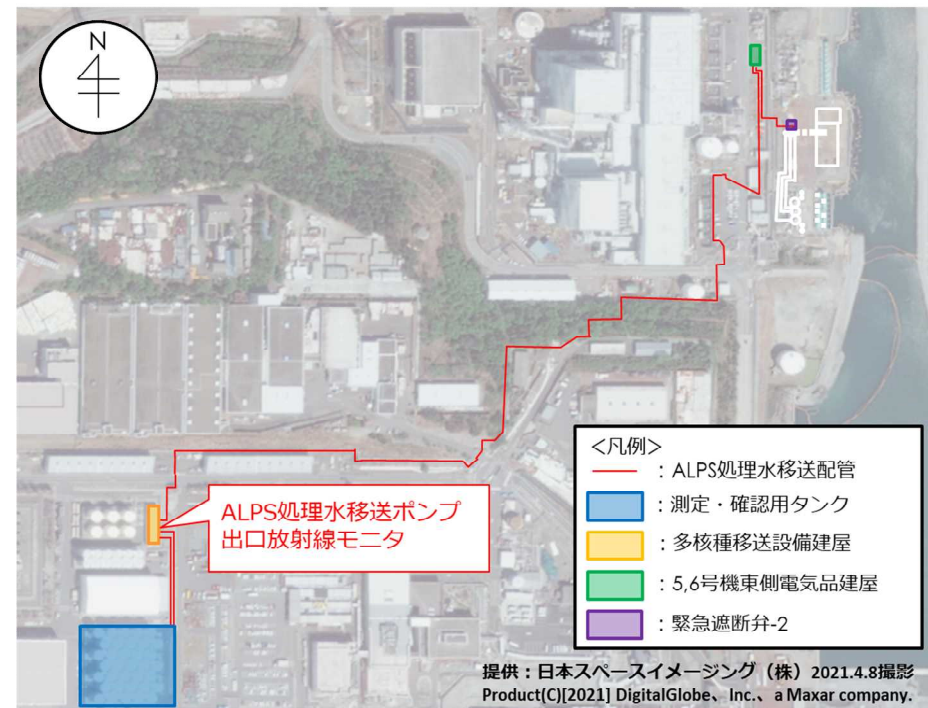 N
ALPS処理水移送ポンプ
出口放射線モニタ
<凡例>
：ALPS処理水移送配管
：測定・確認用タンク
：多核種移送設備建屋
：5,6号機東側電気品建屋
：緊急遮断弁-2
提供：日本スペースイメージング（株）2021.4.8撮影
Product(C)[2021] DigitalGlobe、Inc.、a Maxar company.